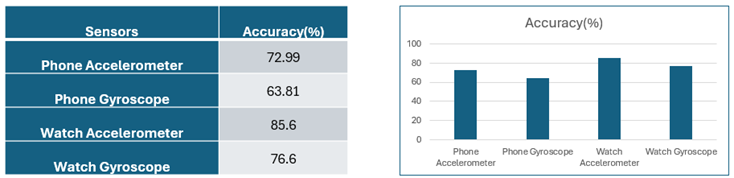 Sensors Accuracy(%)
Phone Accelerometer 72.99
Phone Gyroscope 63.81
Watch Accelerometer 85.6
Watch Gyroscope 76.6
Accuracy(%)
100
80
60
40
20
0
Phone Accelerometer
Phone Gyroscope
Watch Accelerometer
Watch Gyroscope